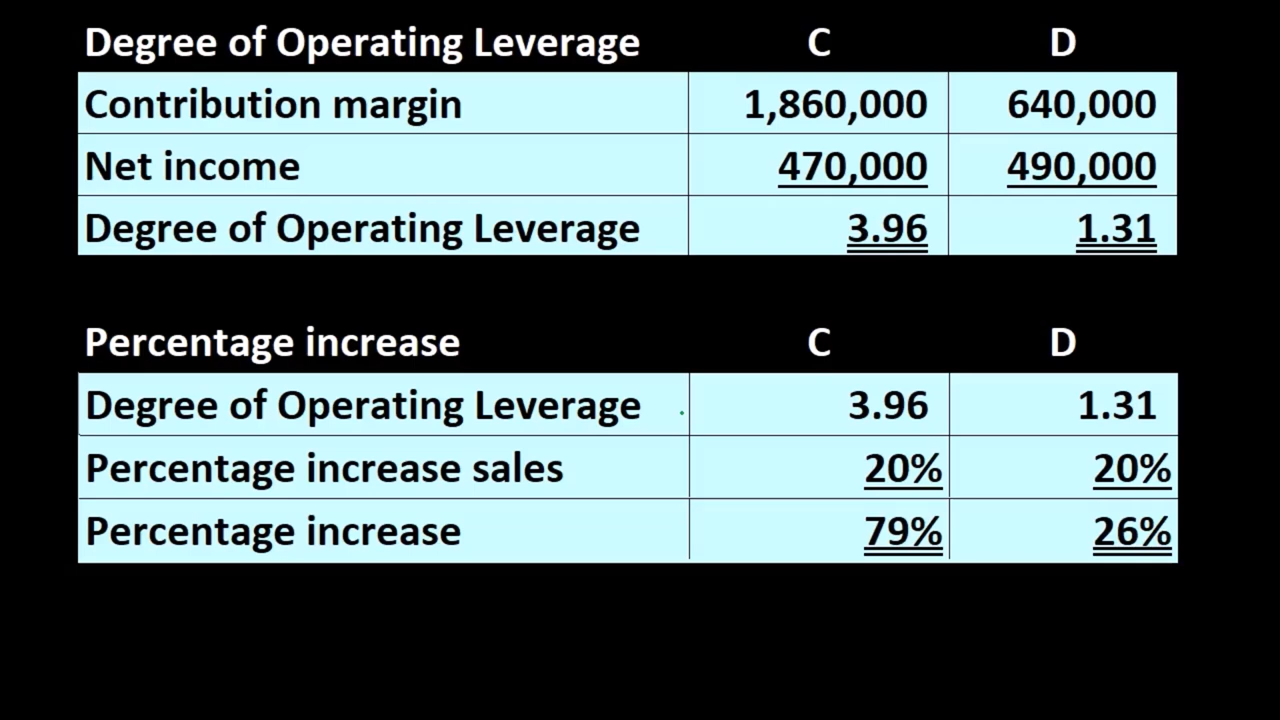 Degree of Operating Leverage C D
Contribution margin 1,860,000 640,000
Net income 470,000 490,000
Degree of Operating Leverage 3.96 1.31
Percentage increase C D
Degree of Operating Leverage 3.96 1.31
Percentage increase sales 20% 20%
Percentage increase 79% 26%